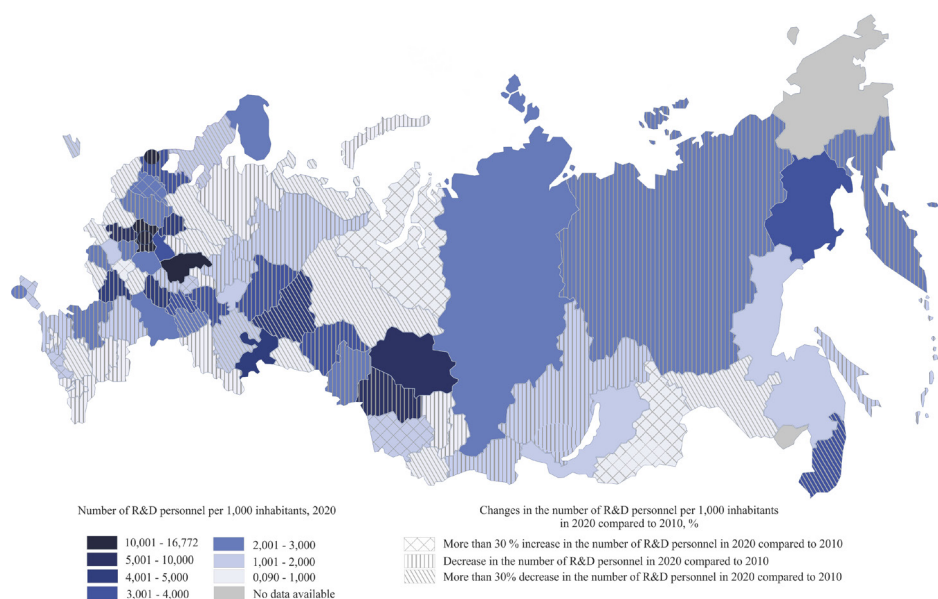 Number of R&D personnel per 1,000 inhabitants, 2020
10,001 - 16,772
5,001 - 10,000
4,001 - 5,000
3,001 - 4,000
2,001 - 3,000
1,001 - 2,000
0,090 - 1,000
No data available
Changes in the number of R&D personnel per 1,000 inhabitants
in 2020 compared to 2010, %
More than 30 % increase in the number of R&D personnel in 2020 compared to 2010
Decrease in the number of R&D personnel in 2020 compared to 2010
More than 30% decrease in the number of R&D personnel in 2020 compared to 2010